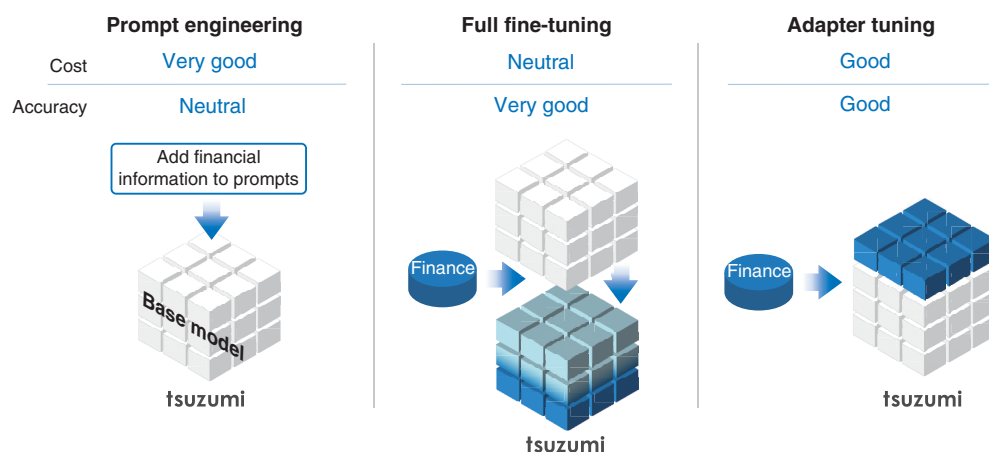 Prompt engineering
Full fine-tuning
Adapter tuning
Cost
Very good
Neutral
Good
Accuracy
Neutral
Very good
Good
Add financial
information to prompts
Base model
tsuzumi
Finance
tsuzumi
Finance
tsuzumi